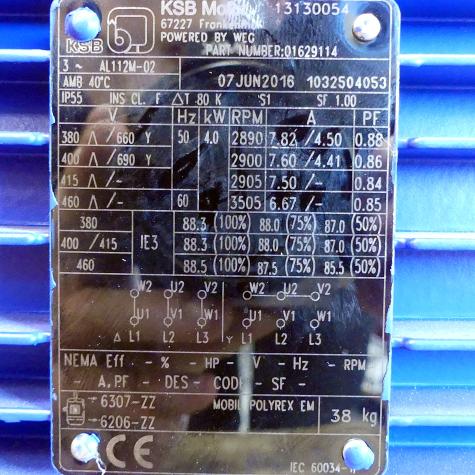 KSB
KSB Mo 13130054
67227 Franken
POWERED BY WEG
PART NUMBER:01629114
3 ~ AL112M-02
AMB 40°C 07JUN2016 1032504053
IP55 INS CL. F ΔT 80 K S1 SF 1.00
V Hz kW RPM A PF
380 Δ /660 Y 50 4.0 2890 7.82 /4.50 0.88
400 Δ /690 Y 2900 7.60 /4.41 0.86
415 Δ /- 2905 7.50 /- 0.84
460 Δ /- 60 3505 6.67 /- 0.85
380 88.3 (100%) 88.0 (75%) 87.0 (50%)
400 /415 IE3 88.3 (100%) 88.0 (75%) 87.0 (50%)
460 88.5 (100%) 87.5 (75%) 85.5 (50%)
W2 U2 V2 W2 U2 V2
U1 V1 W1 U1 V1 W1
Δ L1 L2 L3 Y L1 L2 L3
NEMA Eff - % - HP - V - Hz - RPM
- A, PF - DES - CODE - SF -
6307-ZZ MOBIL POLYREX EM 38 kg
6206-ZZ
CE IEC 60034-1